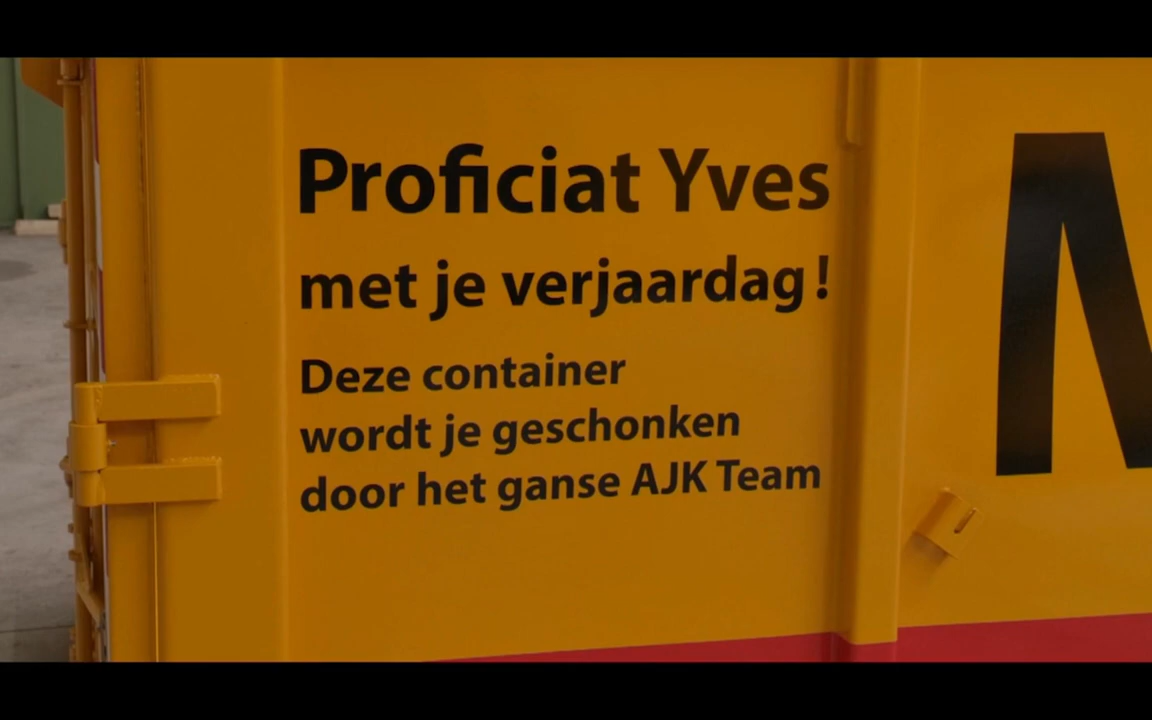 Proficiat Yves
met je verjaardag!
Deze container
wordt je geschonken
door het ganse AJK Team